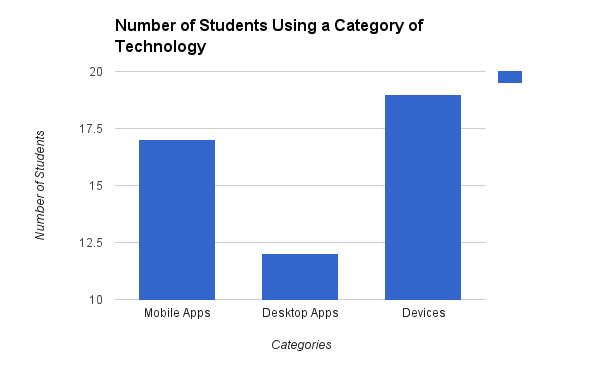 Number of Students Using a Category of
Technology
20
17.5
15
12.5
10
Number of Students
Mobile Apps
Desktop Apps
Devices
Categories